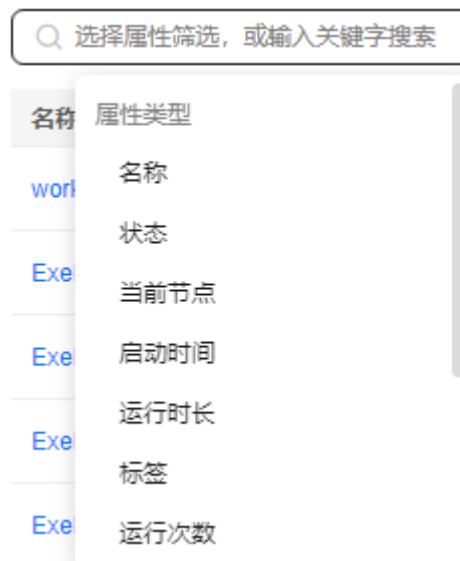 选择属性筛选，或输入关键字搜索
名称
属性类型
名称
work
状态
Exe
当前节点
启动时间
Exe
运行时长
Exe
标签
Exe
运行次数